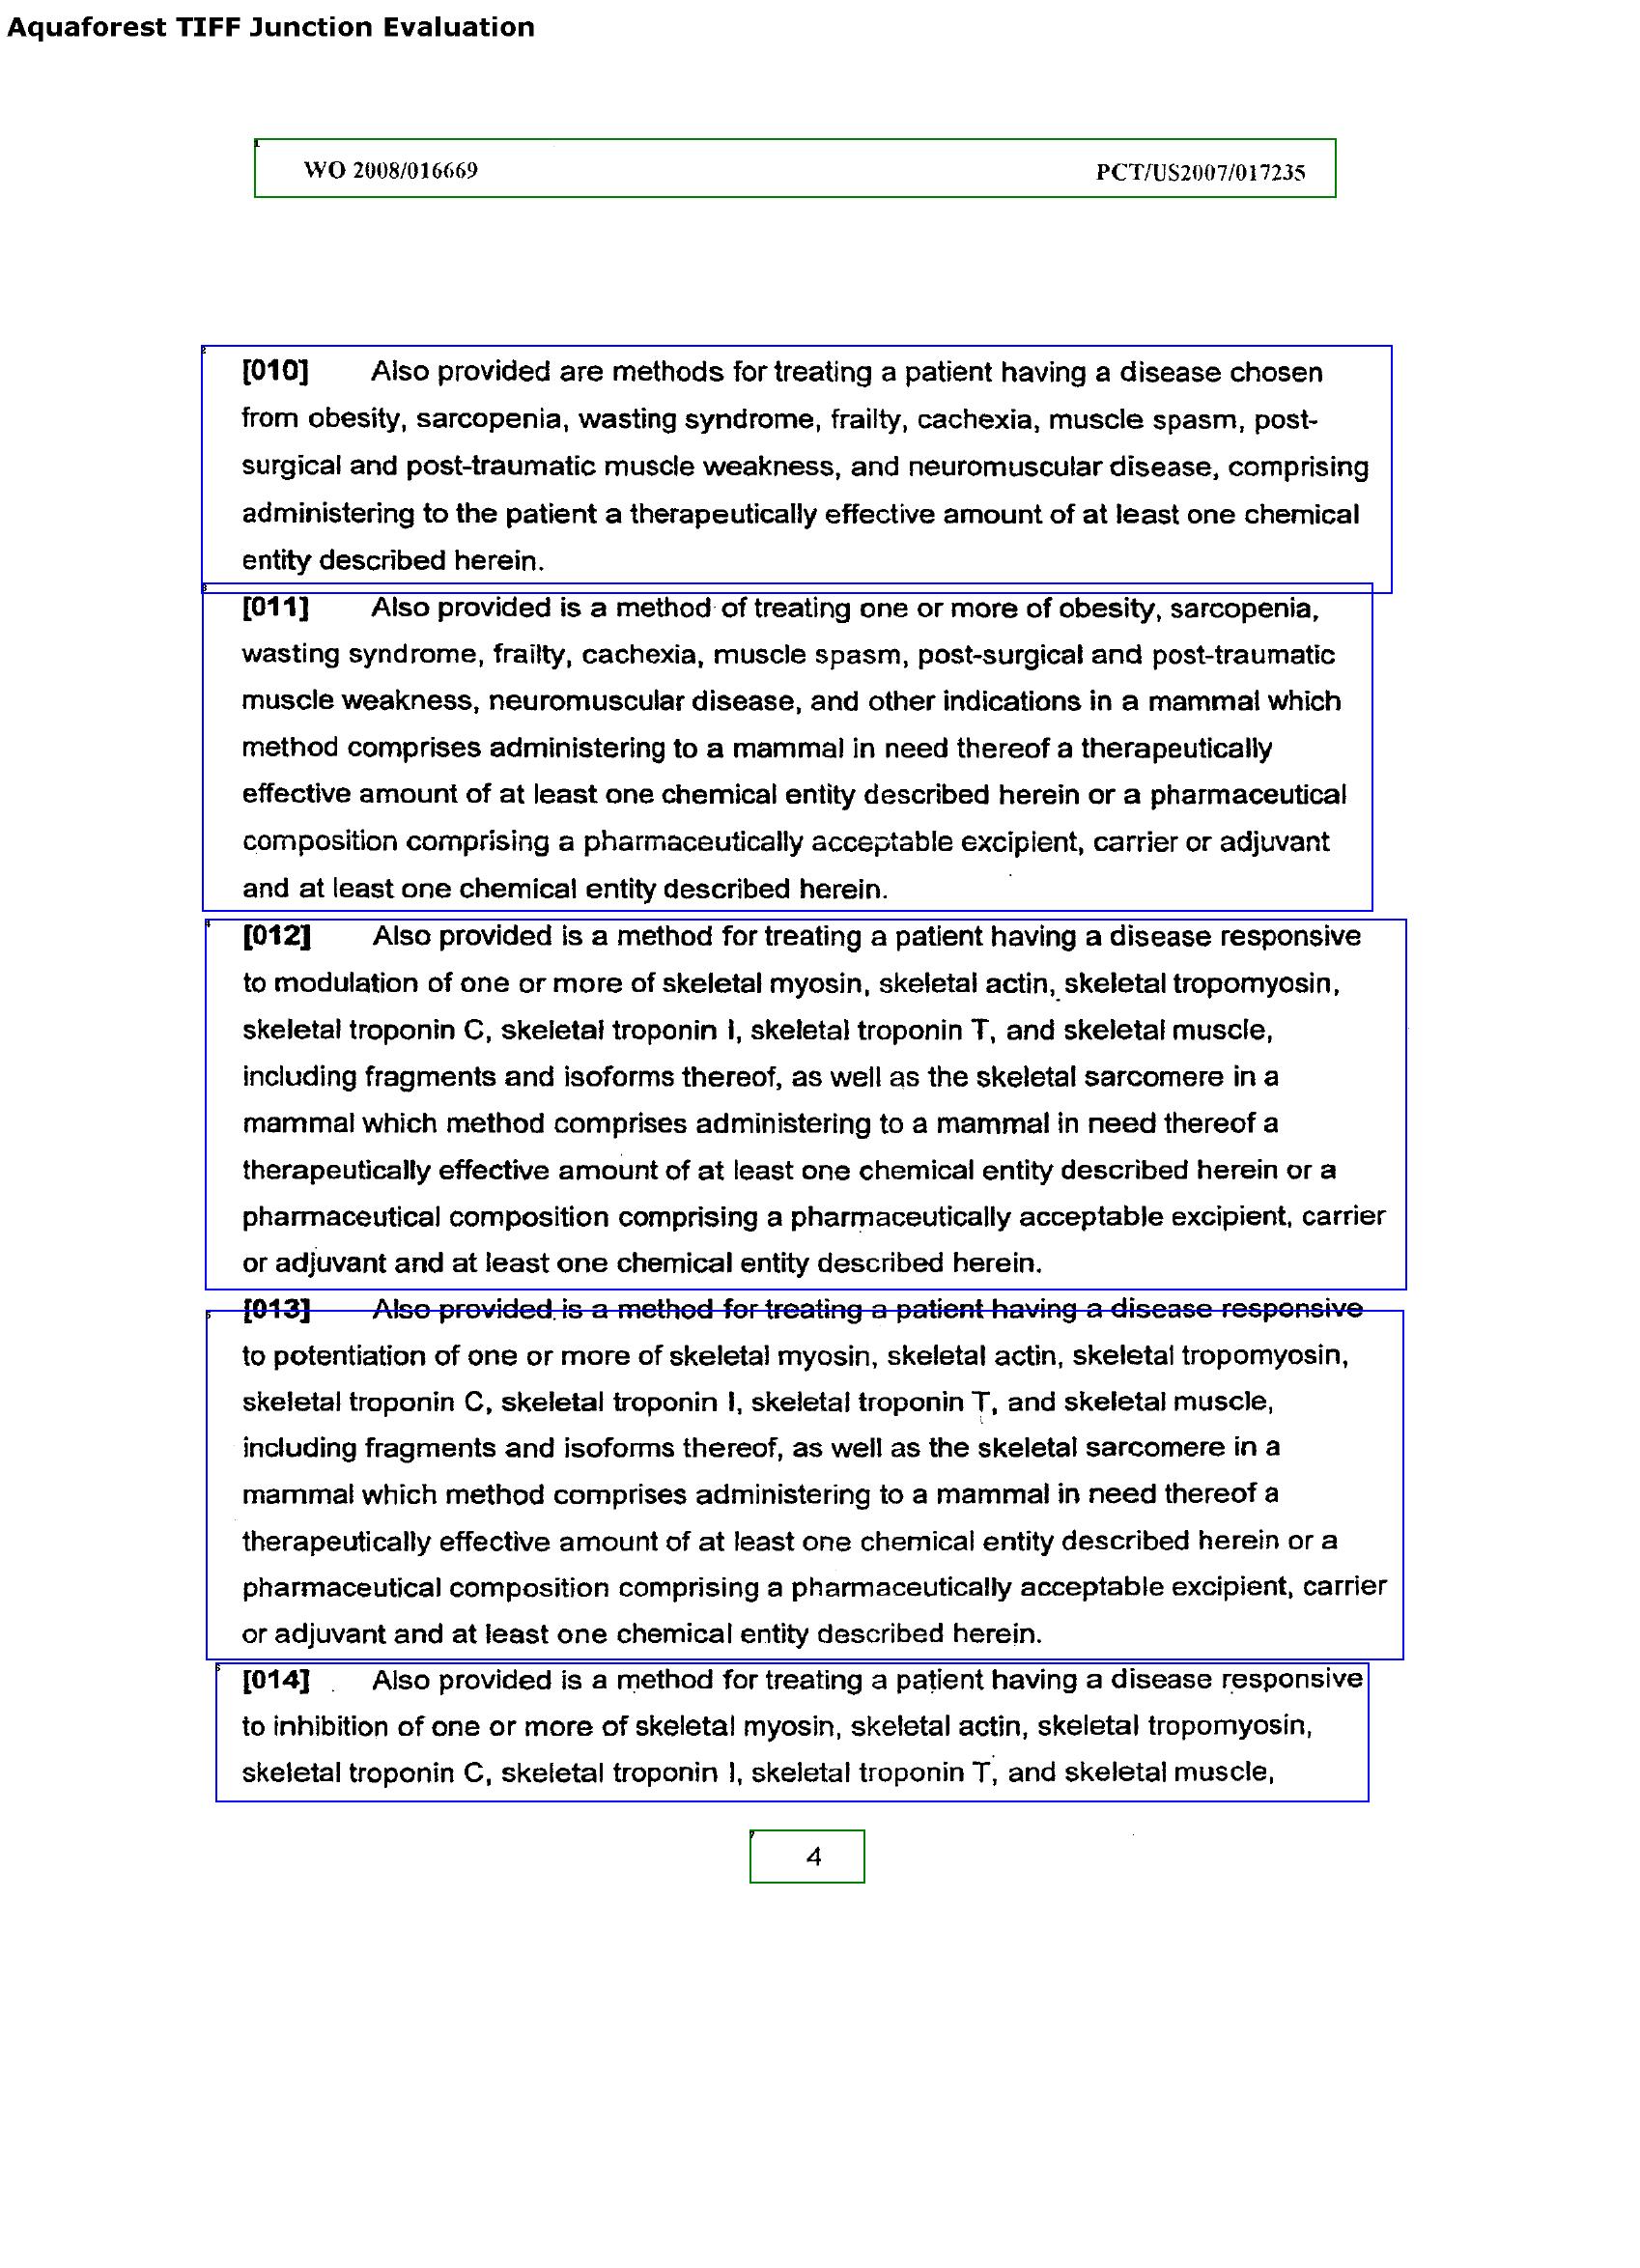 Aquaforest TIFF Junction Evaluation
WO 2008/016669 PCT/US2007/017235
[010] Also provided are methods for treating a patient having a disease chosen
from obesity, sarcopenia, wasting syndrome, frailty, cachexia, muscle spasm, post-
surgical and post-traumatic muscle weakness, and neuromuscular disease, comprising
administering to the patient a therapeutically effective amount of at least one chemical
entity described herein.
[011] Also provided is a method of treating one or more of obesity, sarcopenia,
wasting syndrome, frailty, cachexia, muscle spasm, post-surgical and post-traumatic
muscle weakness, neuromuscular disease, and other indications in a mammal which
method comprises administering to a mammal in need thereof a therapeutically
effective amount of at least one chemical entity described herein or a pharmaceutical
composition comprising a pharmaceutically acceptable excipient, carrier or adjuvant
and at least one chemical entity described herein.
[012] Also provided is a method for treating a patient having a disease responsive
to modulation of one or more of skeletal myosin, skeletal actin, skeletal tropomyosin,
skeletal troponin C, skeletal troponin I, skeletal troponin T, and skeletal muscle,
including fragments and isoforms thereof, as well as the skeletal sarcomere in a
mammal which method comprises administering to a mammal in need thereof a
therapeutically effective amount of at least one chemical entity described herein or a
pharmaceutical composition comprising a pharmaceutically acceptable excipient, carrier
or adjuvant and at least one chemical entity described herein.
[013] Also provided is a method for treating a patient having a disease responsive
to potentiation of one or more of skeletal myosin, skeletal actin, skeletal tropomyosin,
skeletal troponin C, skeletal troponin I, skeletal troponin T, and skeletal muscle,
including fragments and isoforms thereof, as well as the skeletal sarcomere in a
mammal which method comprises administering to a mammal in need thereof a
therapeutically effective amount of at least one chemical entity described herein or a
pharmaceutical composition comprising a pharmaceutically acceptable excipient, carrier
or adjuvant and at least one chemical entity described herein.
[014] Also provided is a method for treating a patient having a disease responsive
to inhibition of one or more of skeletal myosin, skeletal actin, skeletal tropomyosin,
skeletal troponin C, skeletal troponin I, skeletal troponin T, and skeletal muscle,
4